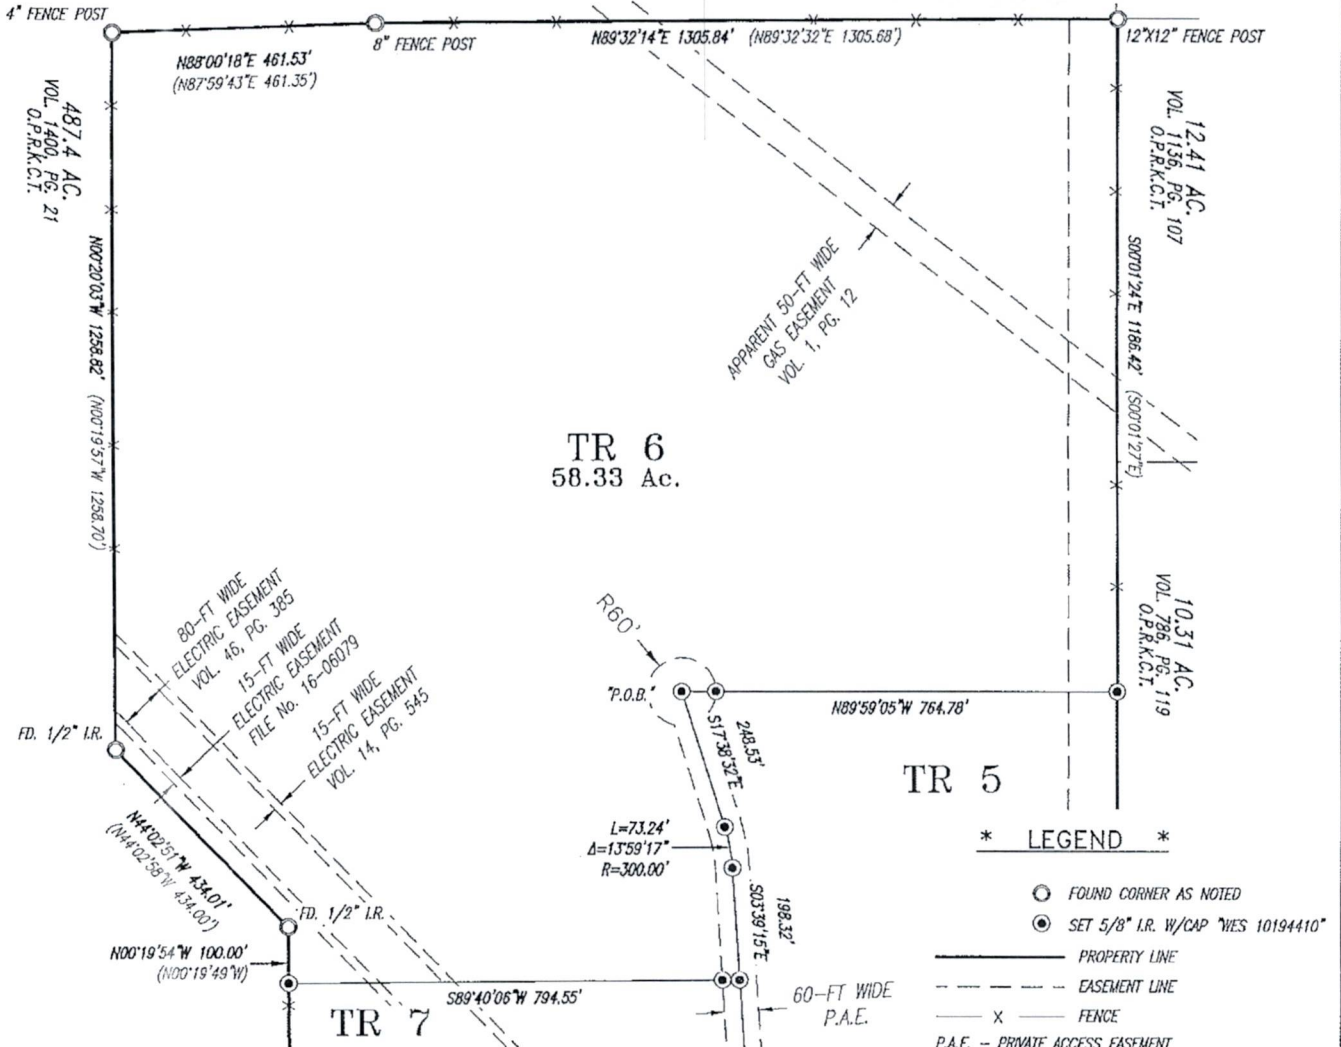 4" FENCE POST
N88°00'18"E 461.53'
(N87°59'43"E 461.35')
8" FENCE POST
N89°32'14"E 1305.84' (N89°32'32"E 1305.68')
12"X12" FENCE POST
487.4 AC.
VOL. 1400, PG. 21
O.P.R.K.C.T.
N00°20'03"W 1258.82' (N00°19'57"W 1258.70')
12.41 AC.
VOL. 1136, PG. 107
O.P.R.K.C.T.
S00°01'24"E 1186.42' (S00°01'27"E)
APPARENT 50-FT WIDE
GAS EASEMENT
VOL. 1, PG. 12
TR 6
58.33 Ac.
80-FT WIDE
ELECTRIC EASEMENT
VOL. 46, PG. 385
15-FT WIDE
ELECTRIC EASEMENT
FILE No. 16-06079
15-FT WIDE
ELECTRIC EASEMENT
VOL. 14, PG. 545
10.31 AC.
VOL. 786, PG. 119
O.P.R.K.C.T.
R60'
"P.O.B."
N89°59'05"W 764.78'
FD. 1/2" I.R.
S17°38'32"E
248.53'
TR 5
N44°02'51"W 434.01'
(N44°02'58"W 434.00')
L=73.24'
Δ=13°59'17"
R=300.00'
FD. 1/2" I.R.
N00°19'54"W 100.00'
(N00°19'49"W)
S03°39'15"E
198.32'
S89°40'06"W 794.55'
TR 7
60-FT WIDE
P.A.E.
* LEGEND *
FOUND CORNER AS NOTED
SET 5/8" I.R. W/CAP "WES 10194410"
PROPERTY LINE
EASEMENT LINE
X FENCE
P.A.E. - PRIVATE ACCESS EASEMENT